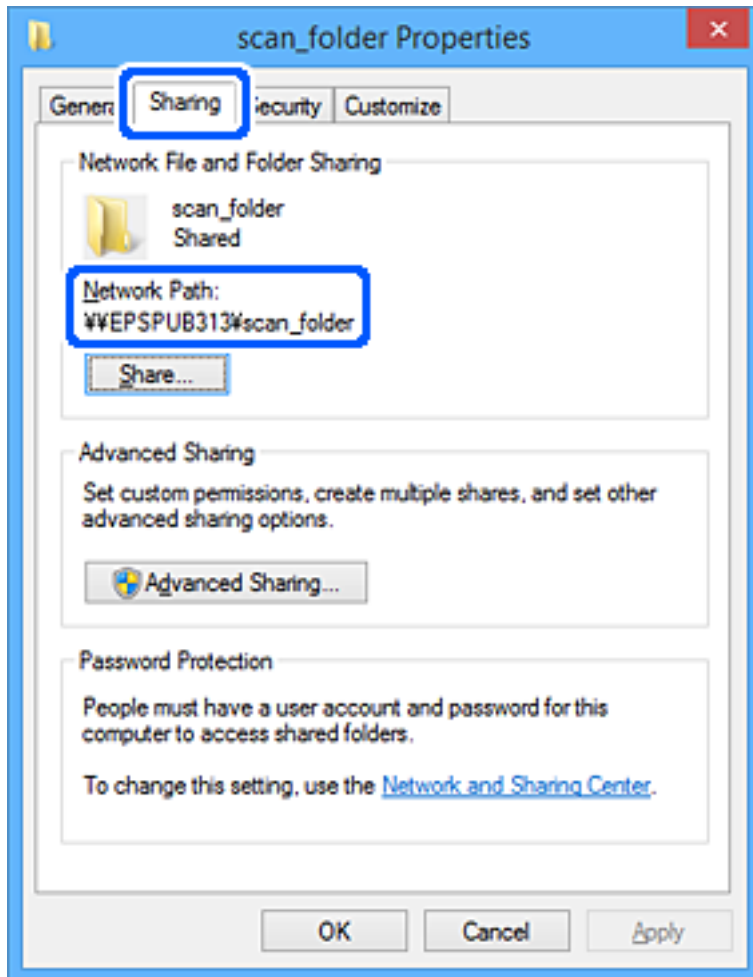 scan_folder Properties
Sharing
Customize
Network File and Folder Sharing
scan_folder
Shared
Network Path:
¥¥EPSPUB313¥scan_folder
Share...
Advanced Sharing
Set custom permissions, create multiple shares, and set other
advanced sharing options.
Advanced Sharing...
Password Protection
People must have a user account and password for this
computer to access shared folders.
To change this setting, use the Network and Sharing Center.
OK
Cancel
Apply